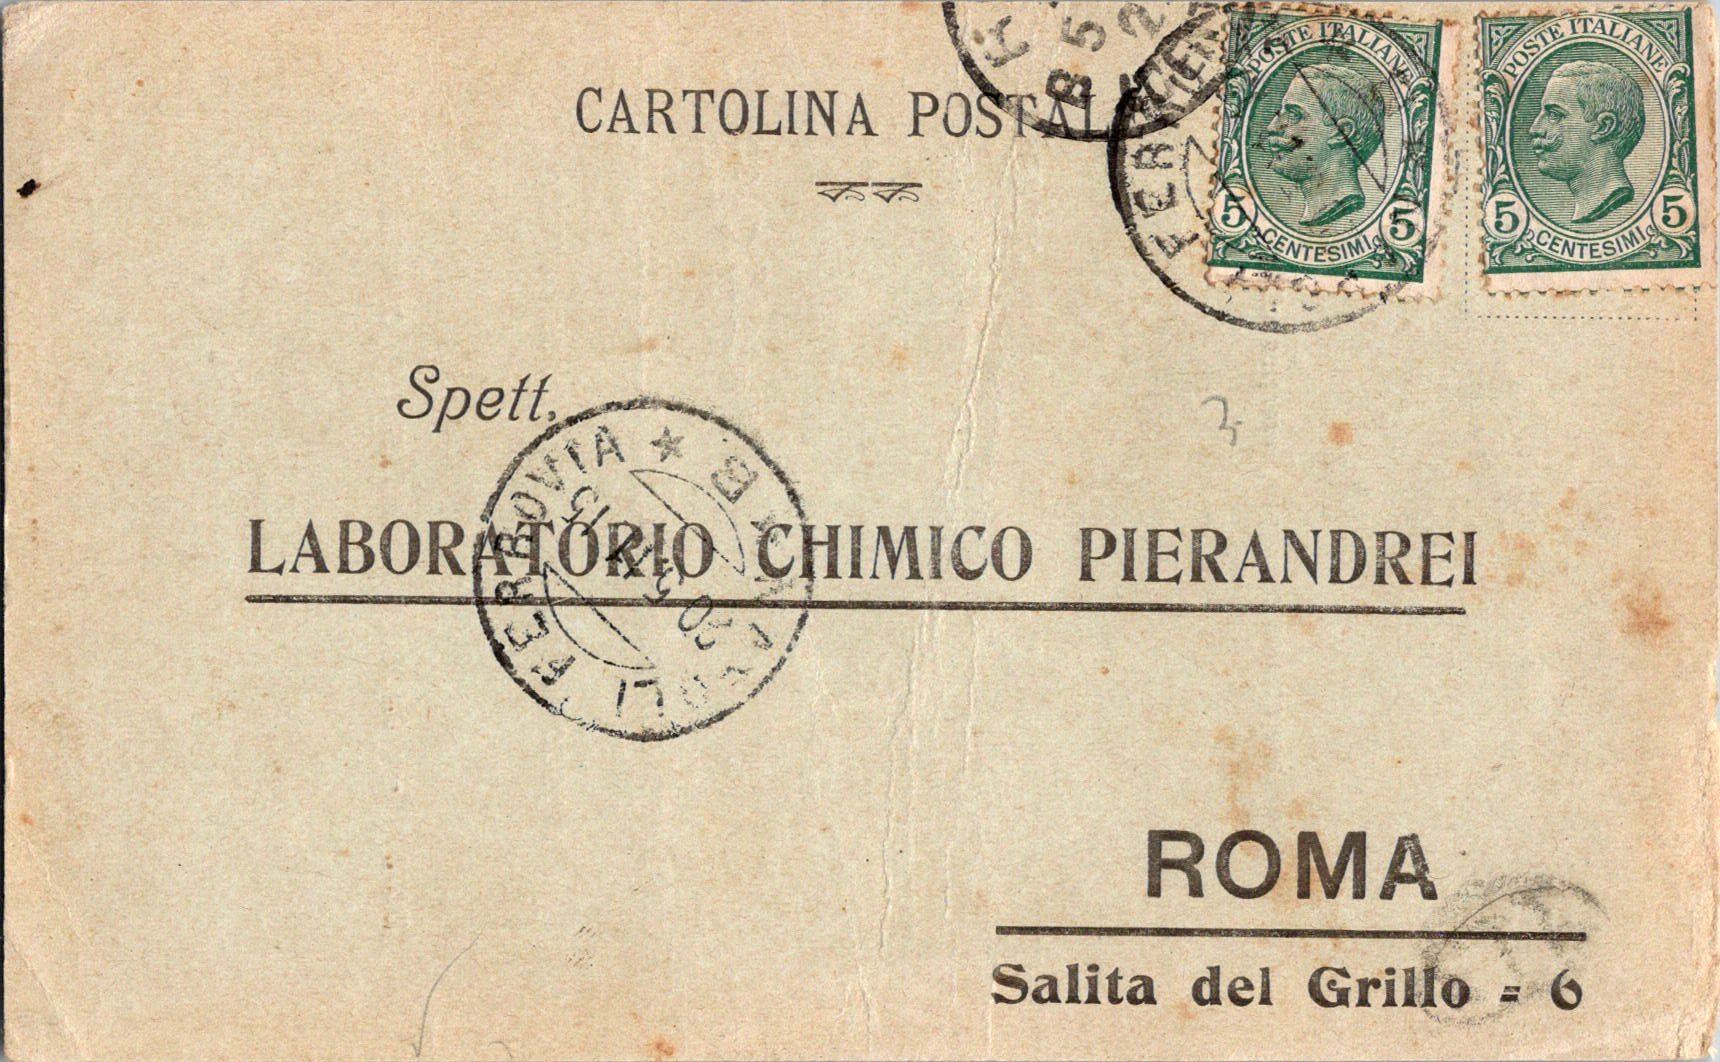 CARTOLINA POSTAL
POSTE ITALIANE
5 5
CENTESIMI
POSTE ITALIANE
5 5
CENTESIMI
Spett.
FERROVIA
LABORATORIO CHIMICO PIERANDREI
ROMA
Salita del Grillo = 6